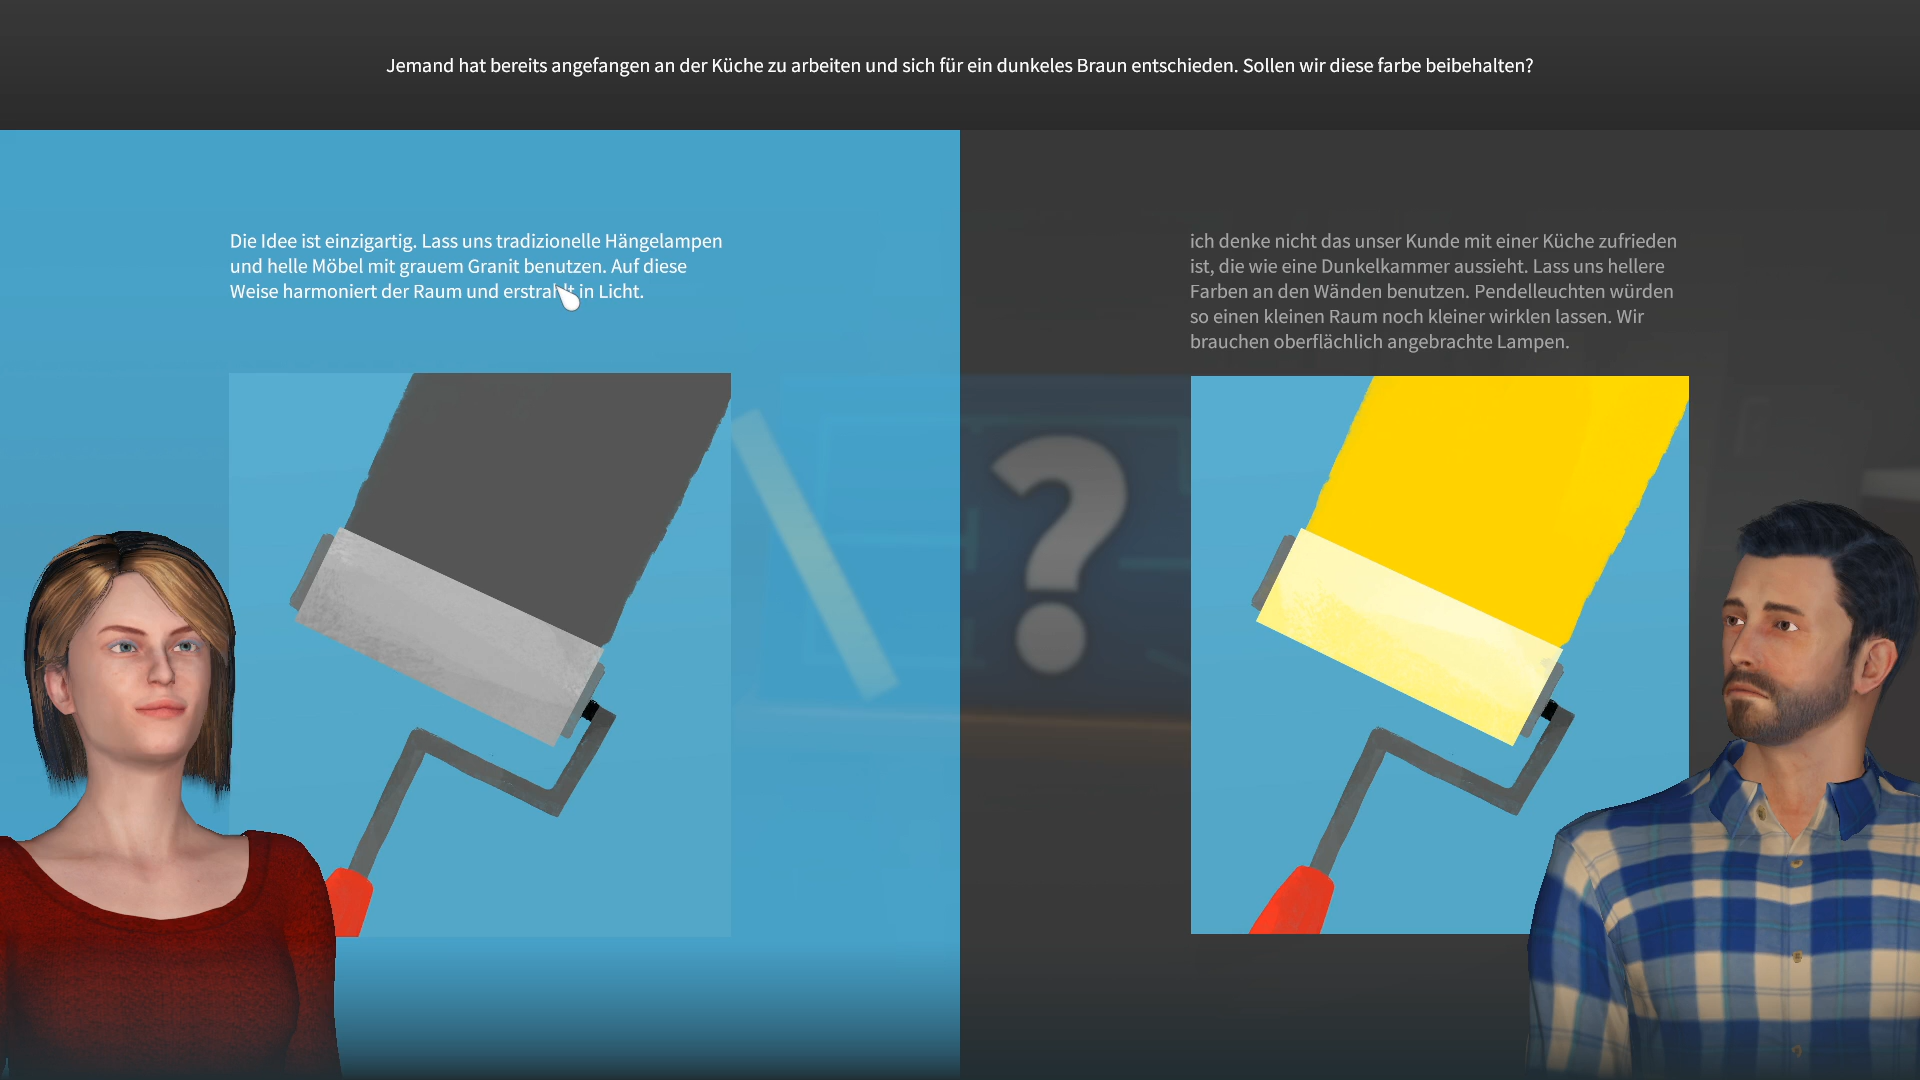 Jemand hat bereits angefangen an der Küche zu arbeiten und sich für ein dunkeles Braun entschieden. Sollen wir diese farbe beibehalten?
Die Idee ist einzigartig. Lass uns tradizionelle Hängelampen
und helle Möbel mit grauem Granit benutzen. Auf diese
Weise harmoniert der Raum und erstrahlt in Licht.
ich denke nicht das unser Kunde mit einer Küche zufrieden
ist, die wie eine Dunkelkammer aussieht. Lass uns hellere
Farben an den Wänden benutzen. Pendelleuchten würden
so einen kleinen Raum noch kleiner wirklen lassen. Wir
brauchen oberflächlich angebrachte Lampen.
?